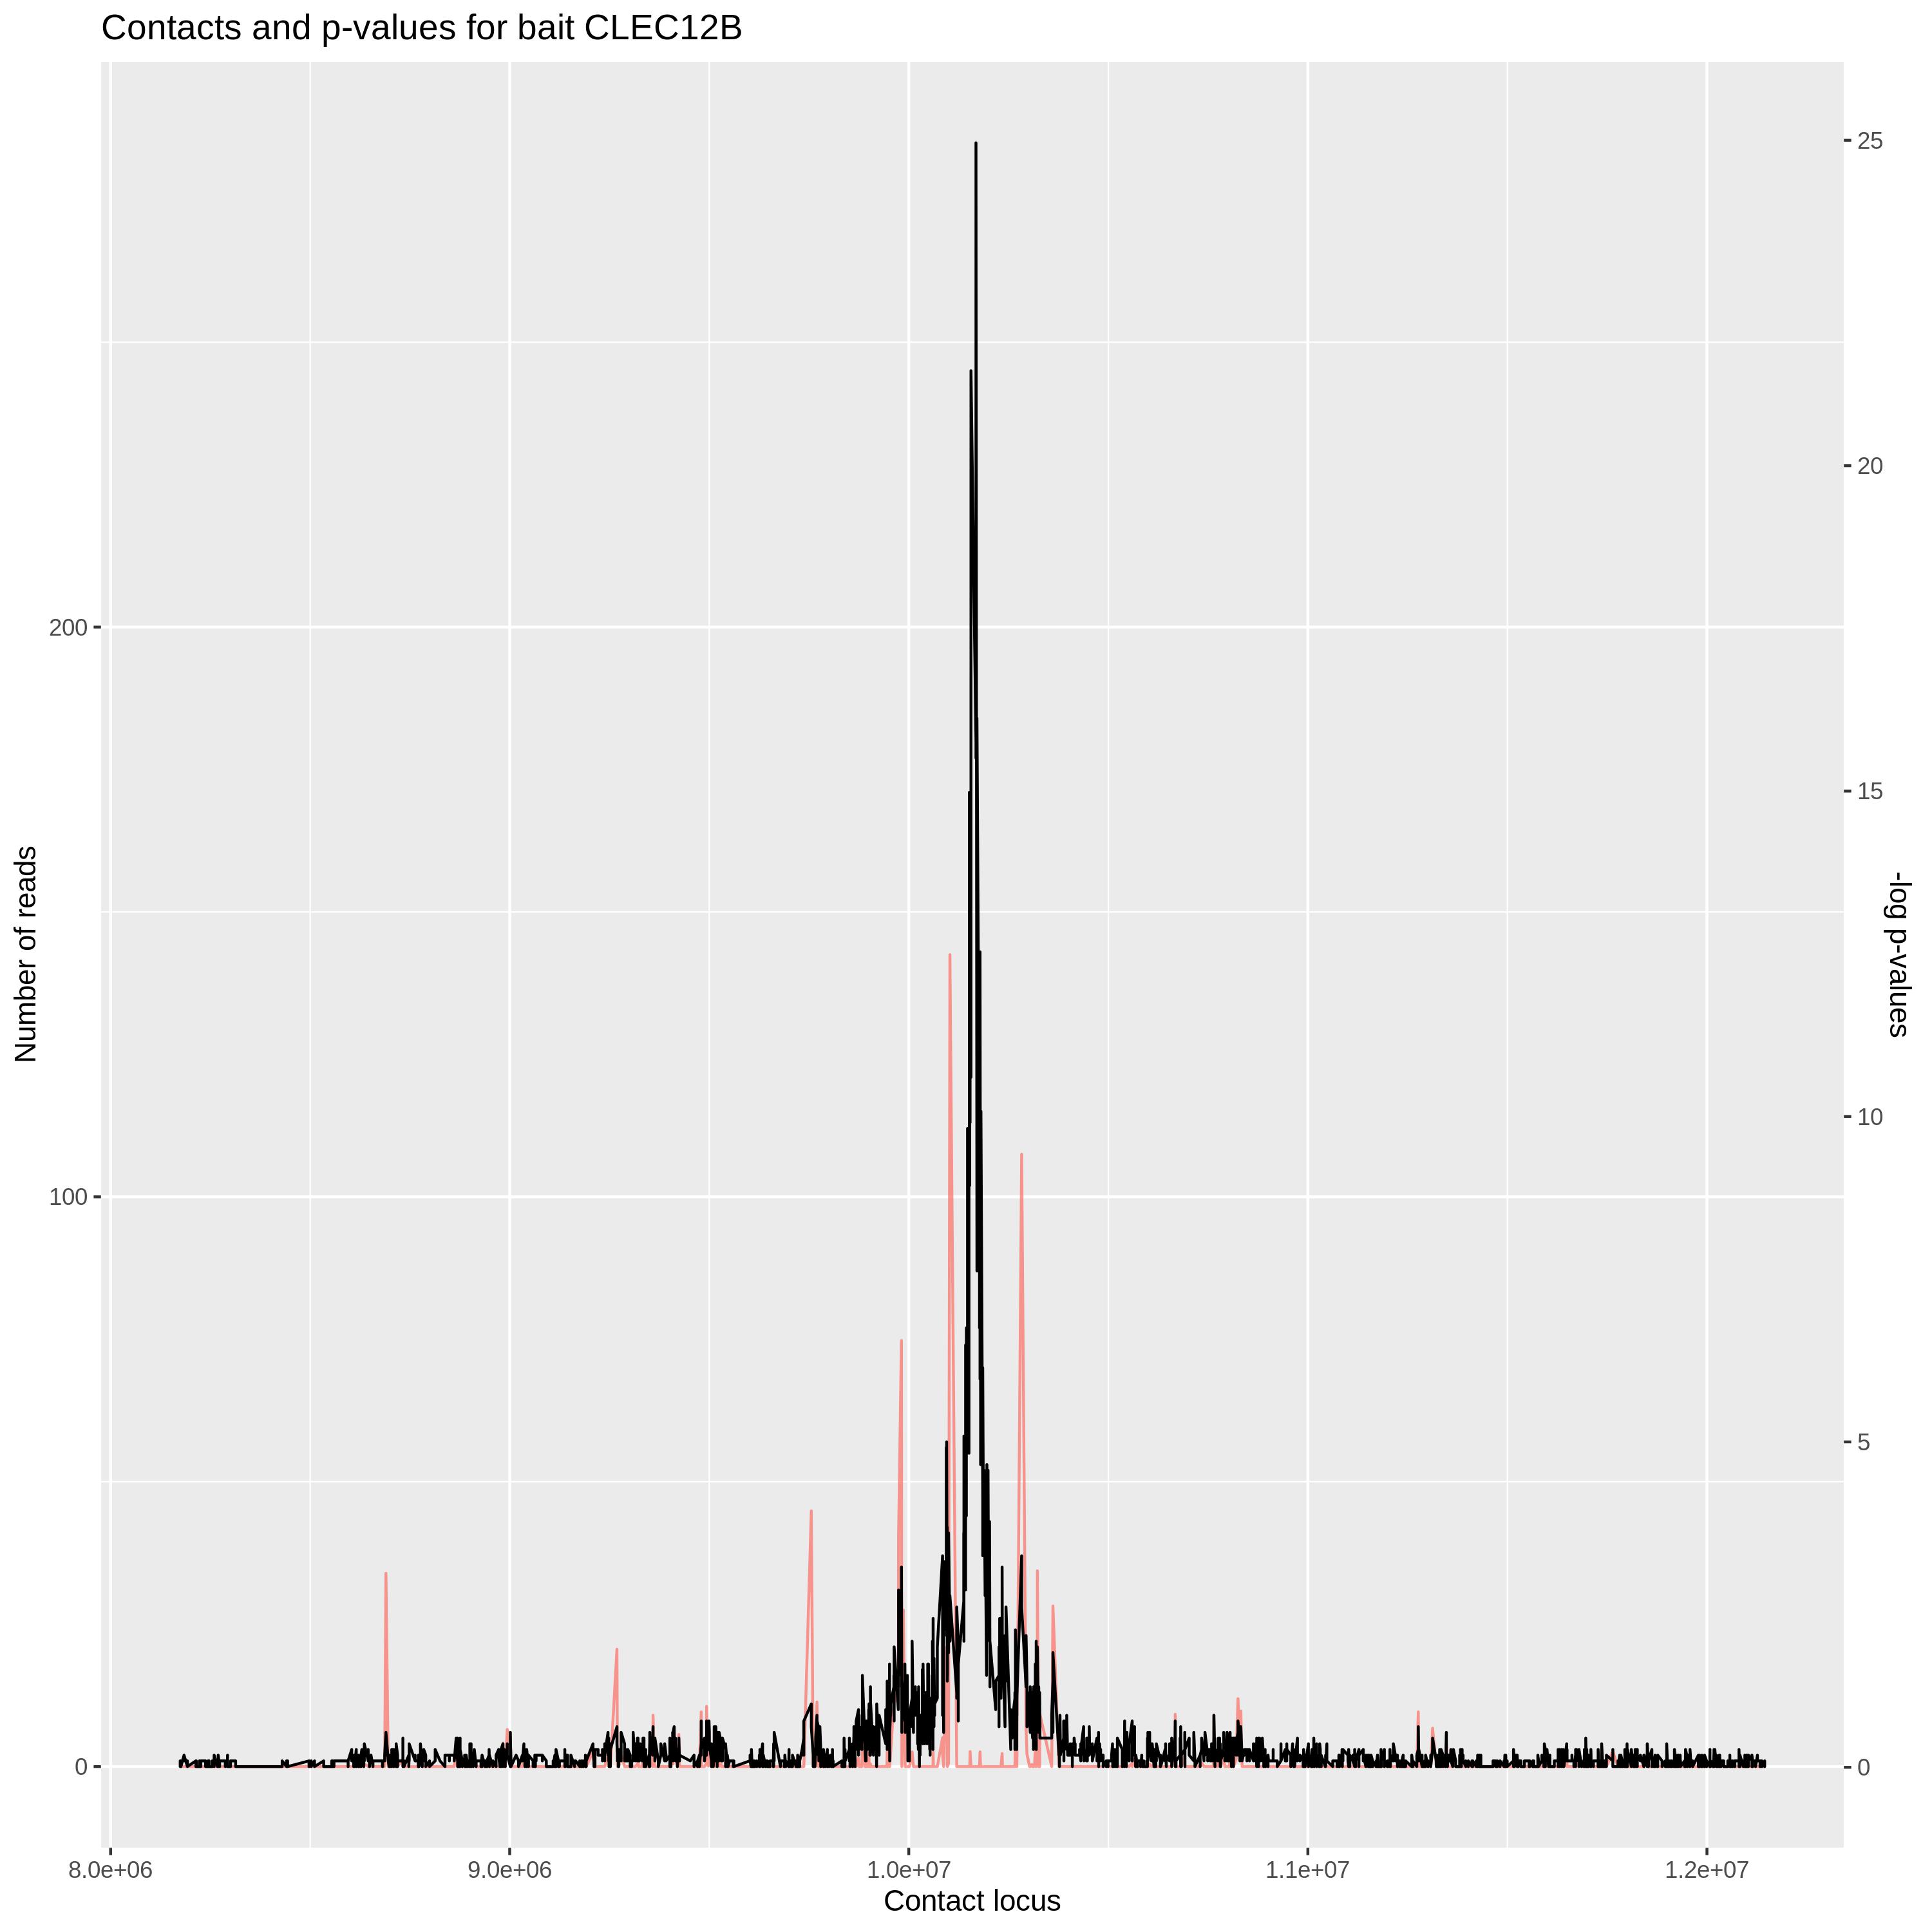 Contacts and p-values for bait CLEC12B
25
20
200
15
Number of reads
-log p-values
10
100
5
0
0
8.0e+06
9.0e+06
1.0e+07
1.1e+07
1.2e+07
Contact locus